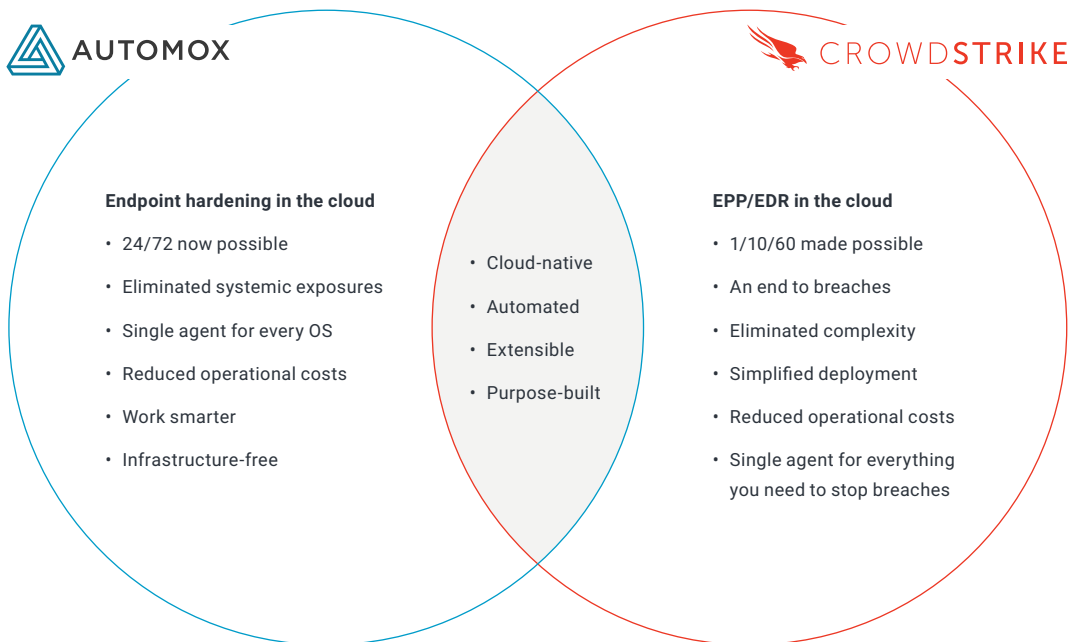 AUTOMOX
CROWDSTRIKE
Endpoint hardening in the cloud
• 24/72 now possible
• Eliminated systemic exposures
• Single agent for every OS
• Reduced operational costs
• Work smarter
• Infrastructure-free
• Cloud-native
• Automated
• Extensible
• Purpose-built
EPP/EDR in the cloud
• 1/10/60 made possible
• An end to breaches
• Eliminated complexity
• Simplified deployment
• Reduced operational costs
• Single agent for everything
you need to stop breaches